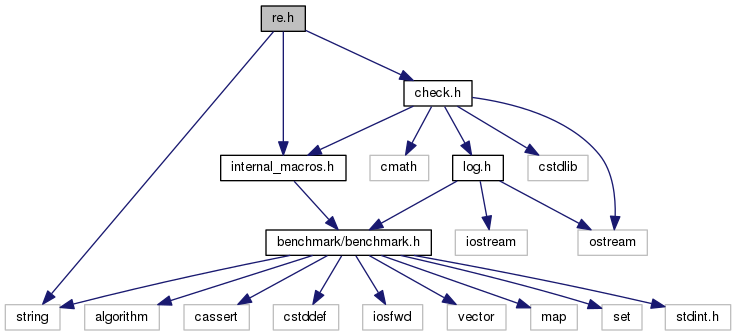 re.h
check.h
internal_macros.h
cmath
log.h
cstdlib
benchmark/benchmark.h
iostream
ostream
string
algorithm
cassert
cstddef
iosfwd
vector
map
set
stdint.h